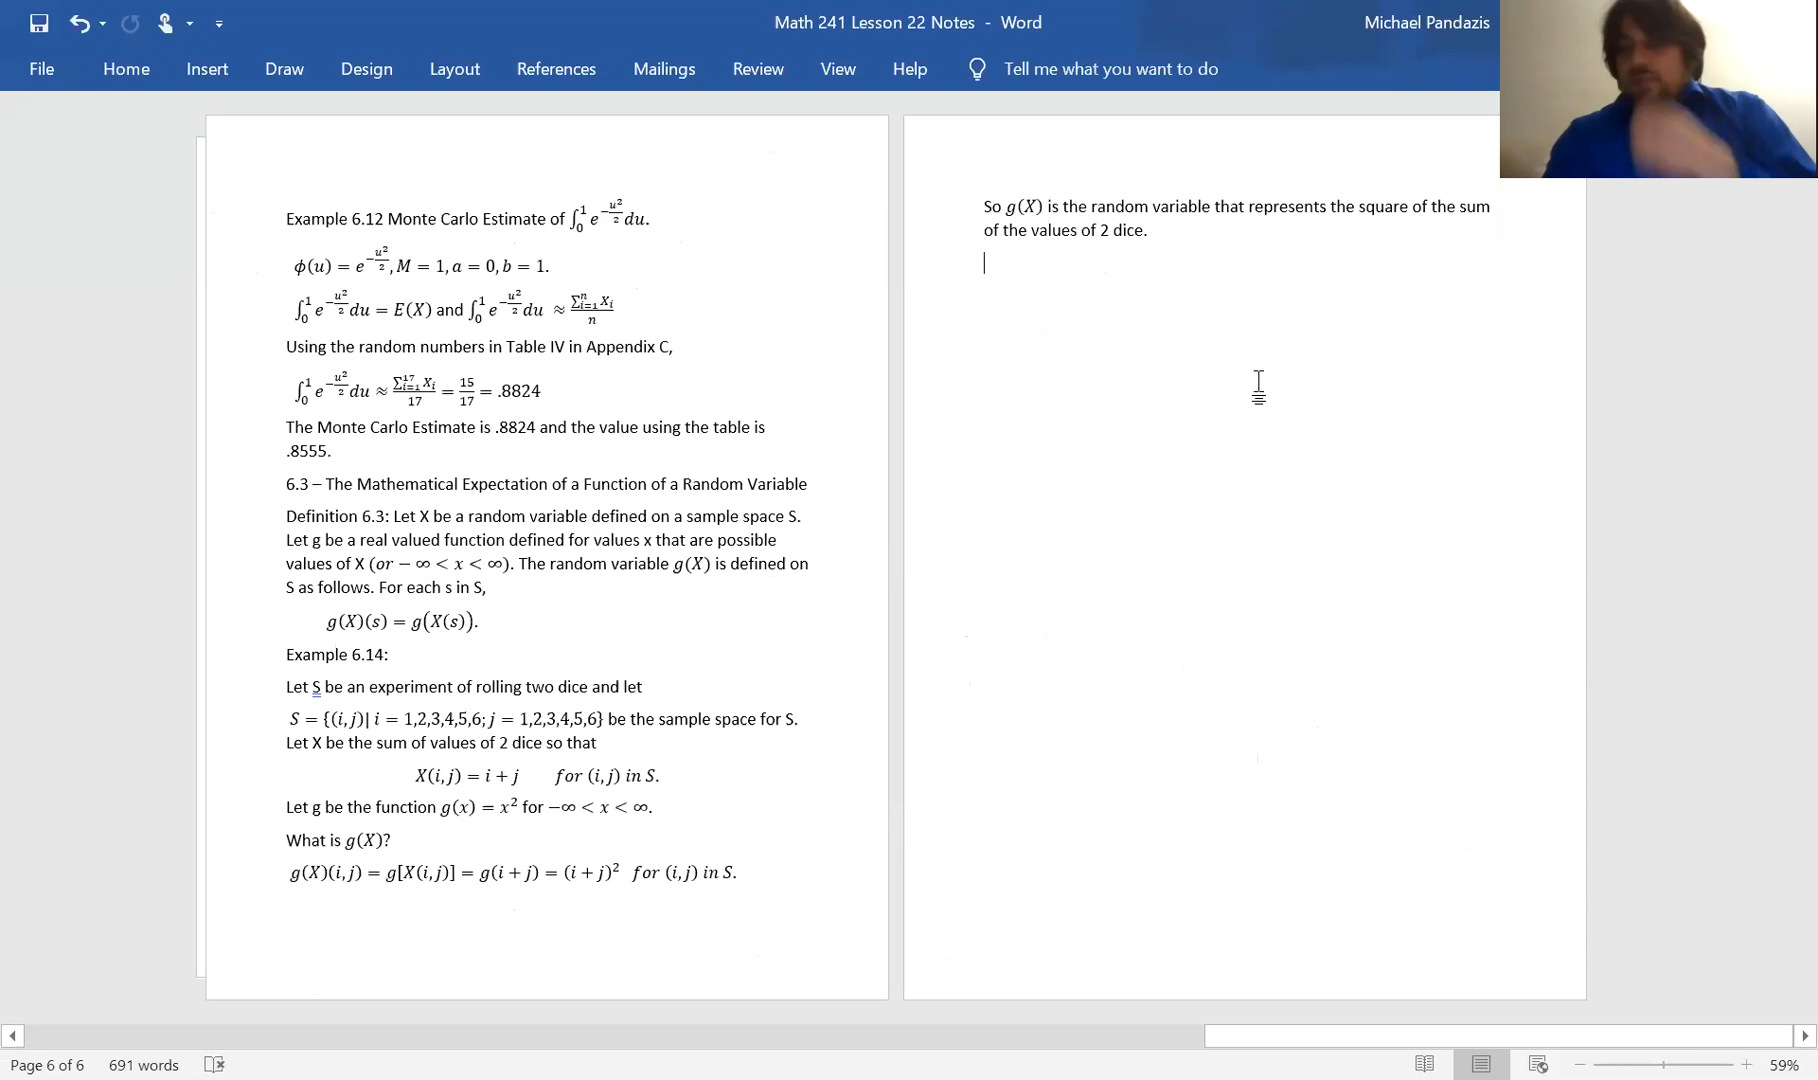 Math 241 Lesson 22 Notes - Word
Michael Pandazis
File Home Insert Draw Design Layout References Mailings Review View Help Tell me what you want to do
Example 6.12 Monte Carlo Estimate of ∫₀¹ e^(-u²/2) du.
ϕ(u) = e^(-u²/2), M = 1, a = 0, b = 1.
∫₀¹ e^(-u²/2) du = E(X) and ∫₀¹ e^(-u²/2) du ≈ (∑ᵢ₌₁ⁿ Xᵢ)/n
Using the random numbers in Table IV in Appendix C,
∫₀¹ e^(-u²/2) du ≈ (∑ᵢ₌₁¹⁷ Xᵢ)/17 = 15/17 = .8824
The Monte Carlo Estimate is .8824 and the value using the table is
.8555.
6.3 – The Mathematical Expectation of a Function of a Random Variable
Definition 6.3: Let X be a random variable defined on a sample space S.
Let g be a real valued function defined for values x that are possible
values of X (or − ∞ < x < ∞). The random variable g(X) is defined on
S as follows. For each s in S,
g(X)(s) = g(X(s)).
Example 6.14:
Let S be an experiment of rolling two dice and let
S = {(i,j)| i = 1,2,3,4,5,6; j = 1,2,3,4,5,6} be the sample space for S.
Let X be the sum of values of 2 dice so that
X(i,j) = i + j for (i,j) in S.
Let g be the function g(x) = x² for −∞ < x < ∞.
What is g(X)?
g(X)(i,j) = g[X(i,j)] = g(i + j) = (i + j)² for (i,j) in S.
So g(X) is the random variable that represents the square of the sum
of the values of 2 dice.
Page 6 of 6 691 words 59%